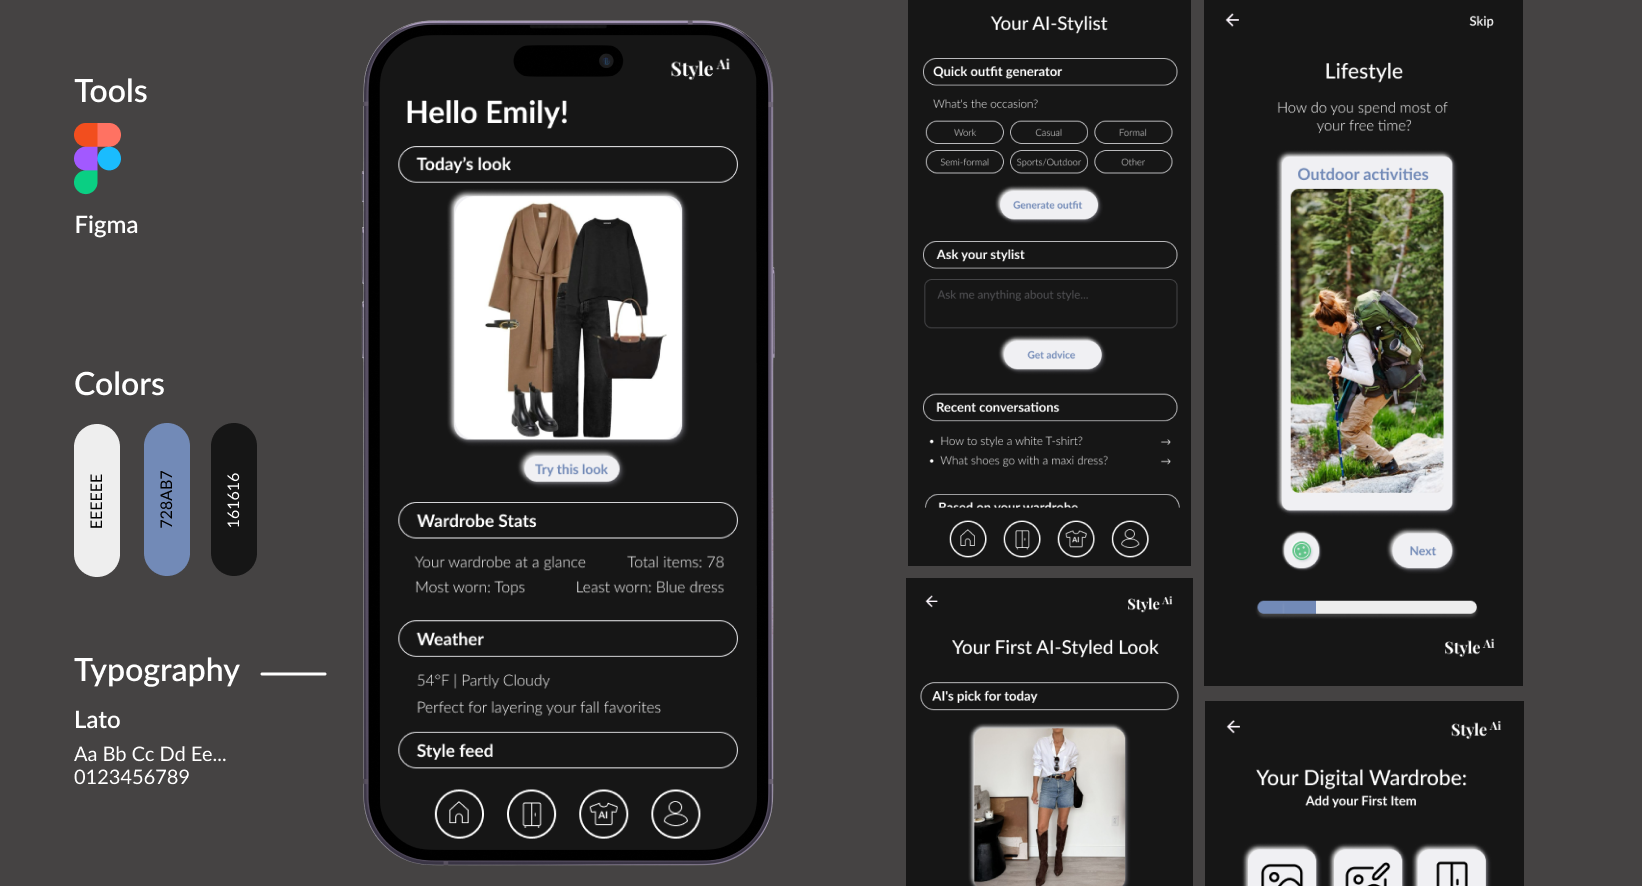 Tools
Figma
Colors
EEEEEE
728AB7
161616
Typography
Lato
Aa Bb Cc Dd Ee...
0123456789
Style Ai
Hello Emily!
Today's look
Try this look
Wardrobe Stats
Your wardrobe at a glance Total items: 78
Most worn: Tops Least worn: Blue dress
Weather
54°F | Partly Cloudy
Perfect for layering your fall favorites
Style feed
AI
Your AI-Stylist
Quick outfit generator
What's the occasion?
Work Casual Formal
Semi-formal Sports/Outdoor Other
Generate outfit
Ask your stylist
Ask me anything about style...
Get advice
Recent conversations
• How to style a white T-shirt? →
• What shoes go with a maxi dress? →
Based on your wardrobe
AI
Style Ai
Your First AI-Styled Look
AI's pick for today
Skip
Lifestyle
How do you spend most of
your free time?
Outdoor activities
Next
Style Ai
Style Ai
Your Digital Wardrobe:
Add your First Item